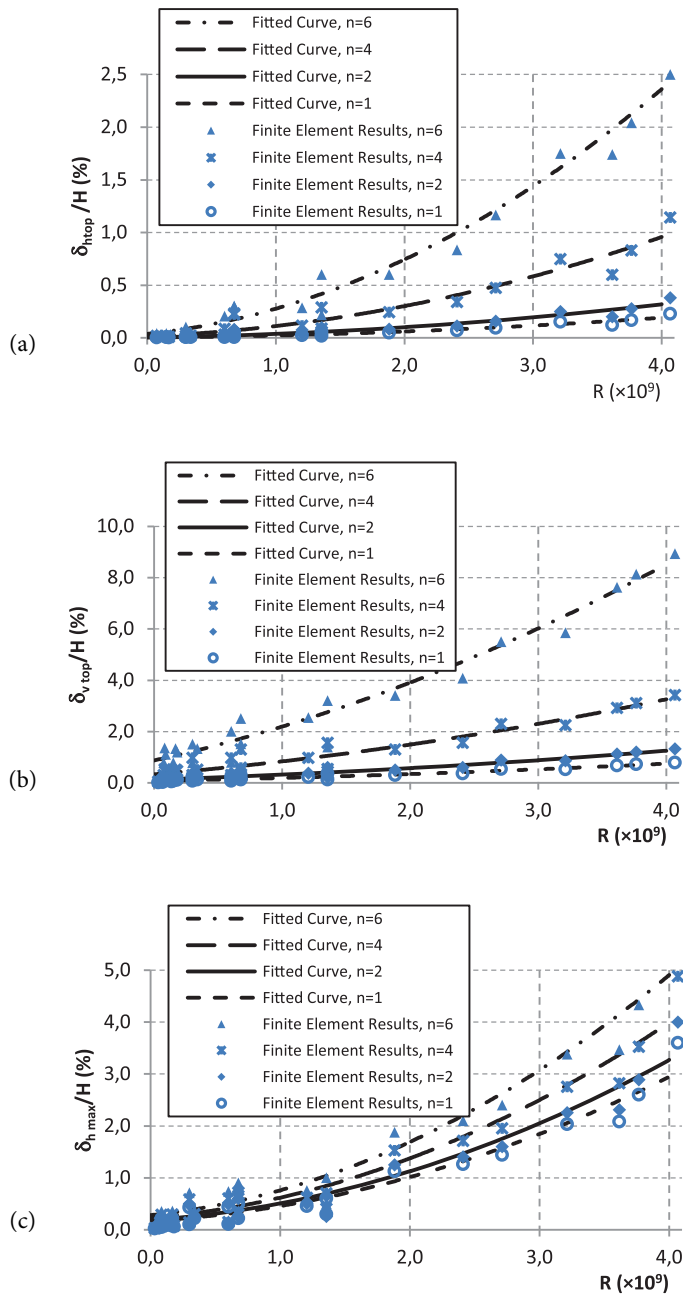 Fitted Curve, n=6
Fitted Curve, n=4
Fitted Curve, n=2
Fitted Curve, n=1
Finite Element Results, n=6
Finite Element Results, n=4
Finite Element Results, n=2
Finite Element Results, n=1
δhtop/H (%)
2,5
2,0
1,5
1,0
0,5
0,0
0,0 1,0 2,0 3,0 4,0
R (×10⁹)
(a)
Fitted Curve, n=6
Fitted Curve, n=4
Fitted Curve, n=2
Fitted Curve, n=1
Finite Element Results, n=6
Finite Element Results, n=4
Finite Element Results, n=2
Finite Element Results, n=1
δv top/H (%)
10,0
8,0
6,0
4,0
2,0
0,0
0,0 1,0 2,0 3,0 4,0
R (×10⁹)
(b)
Fitted Curve, n=6
Fitted Curve, n=4
Fitted Curve, n=2
Fitted Curve, n=1
Finite Element Results, n=6
Finite Element Results, n=4
Finite Element Results, n=2
Finite Element Results, n=1
δh max/H (%)
5,0
4,0
3,0
2,0
1,0
0,0
0,0 1,0 2,0 3,0 4,0
R (×10⁹)
(c)